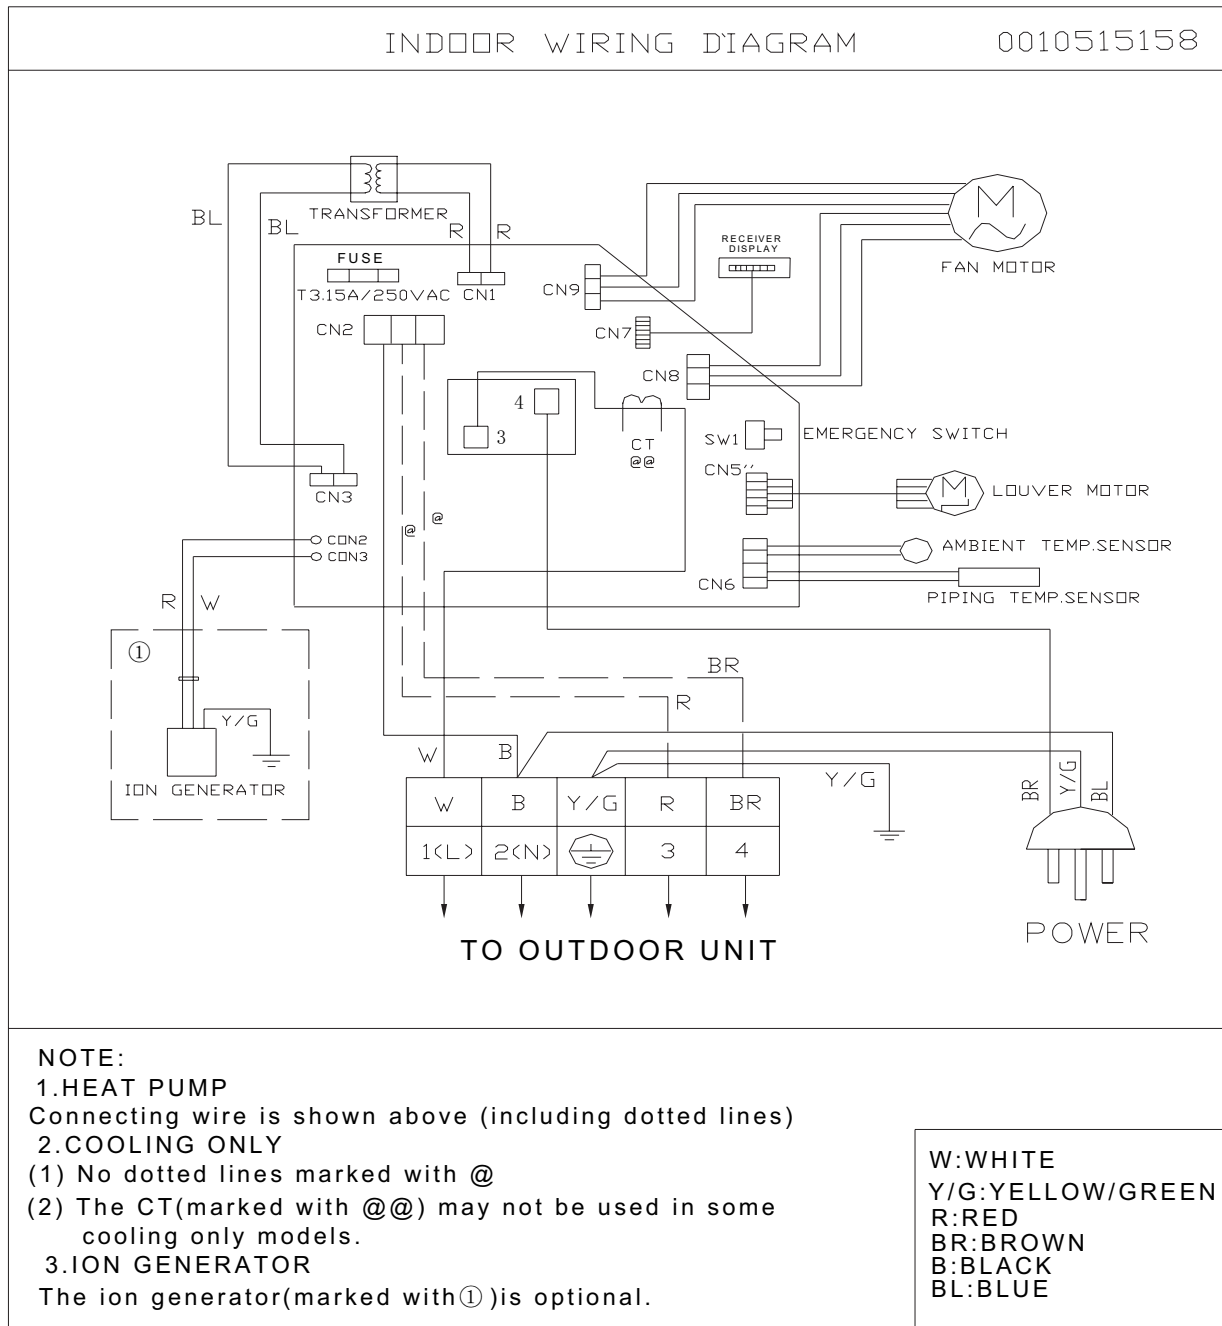 INDOOR WIRING DIAGRAM 0010515158
TRANSFORMER
BL
BL
R
R
FUSE
T3.15A/250VAC
CN1
CN2
CN9
RECEIVER
DISPLAY
M
FAN MOTOR
CN7
CN8
4
3
CT
@@
SW1
EMERGENCY SWITCH
CN5''
M
LOUVER MOTOR
CN3
@
@
CON2
CON3
AMBIENT TEMP.SENSOR
CN6
PIPING TEMP.SENSOR
R
W
①
Y/G
ION GENERATOR
BR
R
W
B
Y/G
BR
Y/G
BL
W B Y/G R BR
1(L) 2(N) 3 4
TO OUTDOOR UNIT
POWER
NOTE:
1.HEAT PUMP
Connecting wire is shown above (including dotted lines)
2.COOLING ONLY
(1) No dotted lines marked with @
(2) The CT(marked with @@) may not be used in some
cooling only models.
3.ION GENERATOR
The ion generator(marked with①)is optional.
W:WHITE
Y/G:YELLOW/GREEN
R:RED
BR:BROWN
B:BLACK
BL:BLUE